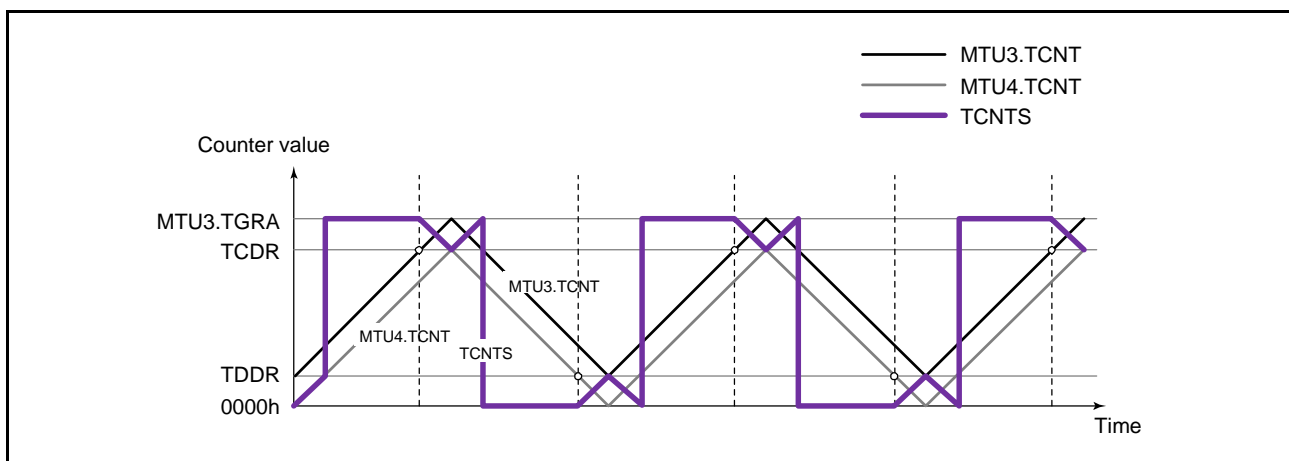 MTU3.TCNT
MTU4.TCNT
TCNTS
Counter value
MTU3.TGRA
TCDR
MTU3.TCNT
MTU4.TCNT
TCNTS
TDDR
0000h
Time